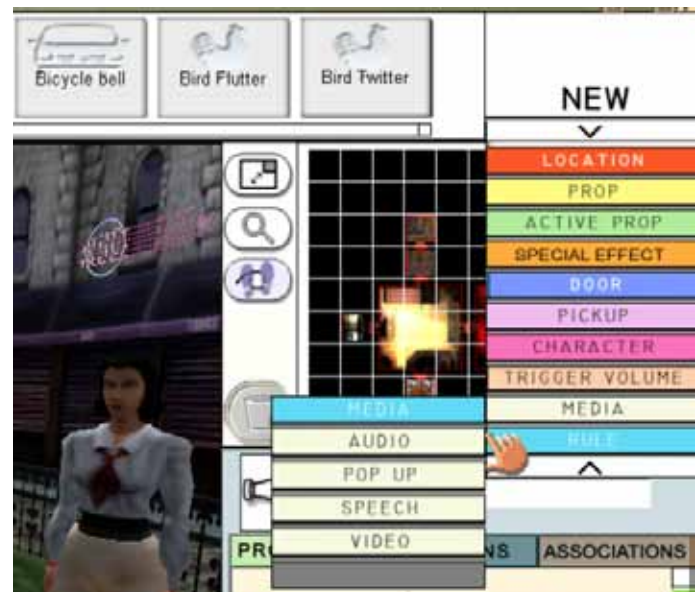 Bicycle bell
Bird Flutter
Bird Twitter
NEW
LOCATION
PROP
ACTIVE PROP
SPECIAL EFFECT
DOOR
PICKUP
CHARACTER
TRIGGER VOLUME
MEDIA
RULE
MEDIA
AUDIO
POP UP
SPEECH
VIDEO
ASSOCIATIONS